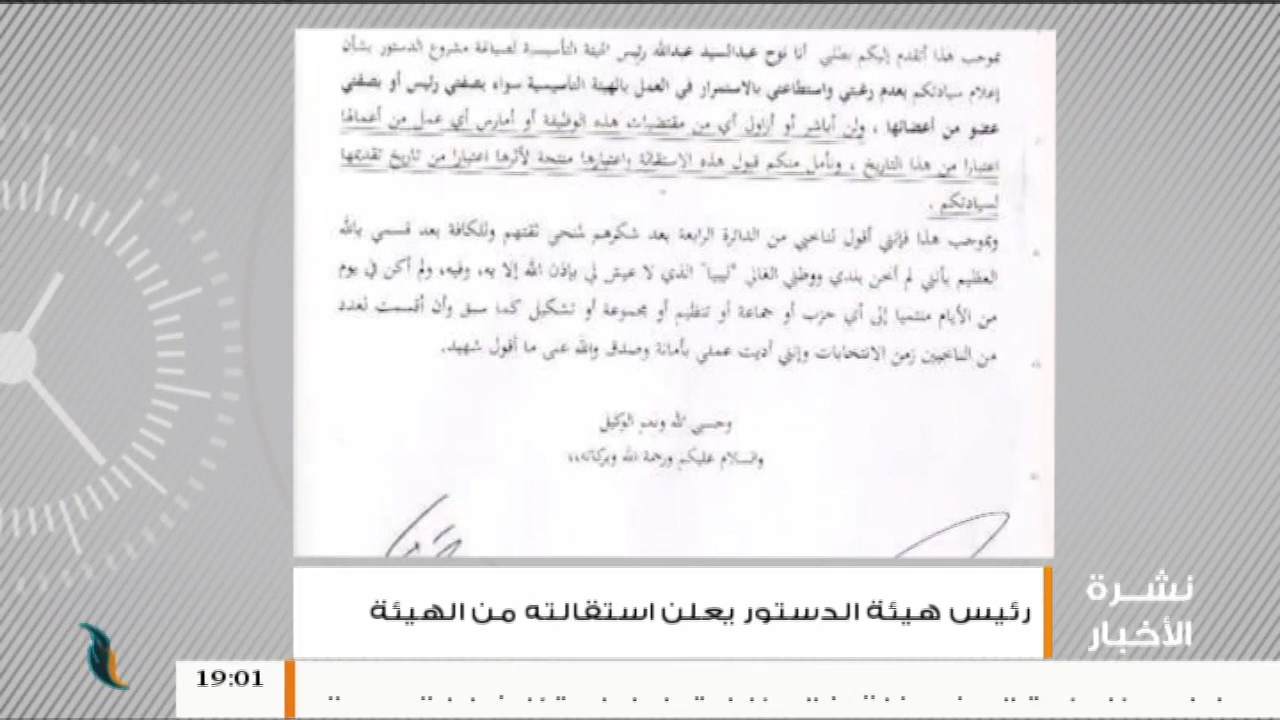 بموجب هذا أتقدم إليكم بطلبي أنا نوح عبدالسيد عبدالله رئيس الهيئة التأسيسية لصياغة مشروع الدستور بشأن
إعلام سيادتكم بعدم رغبتي واستطاعتي بالاستمرار في العمل بالهيئة التأسيسية سواء بصفتي رئيس أو بصفتي
عضو من أعضائها ، ولن أباشر أو أزاول أي من مقتضيات هذه الوظيفة أو أمارس أي عمل من أعمالها
اعتبارا من هذا التاريخ ، ونأمل منكم قبول هذه الاستقالة واعتبارها منتجة لأثرها اعتبارا من تاريخ تقديمها
لسيادتكم .
وبموجب هذا فإنني أقول لناخبي من الدائرة الرابعة بعد شكرهم لمنحي ثقتهم وللكافة بعد قسمي بالله
العظيم بأنني لم أخن بلدي ووطني الغالي "ليبيا" الذي لا عيش لي بإذن الله إلا به، وفيه، ولم أكن في يوم
من الأيام منتميا إلى أي حزب أو جماعة أو تنظيم أو مجموعة أو تشكيل كما سبق وأن أقسمت لعدد
من الناخبين زمن الانتخابات وإنني أديت عملي بأمانة وصدق والله على ما أقول شهيد.
وحسبي الله ونعم الوكيل
والسلام عليكم ورحمة الله وبركاته،،
رئيس هيئة الدستور يعلن استقالته من الهيئة
نشرة
الأخبار
19:01